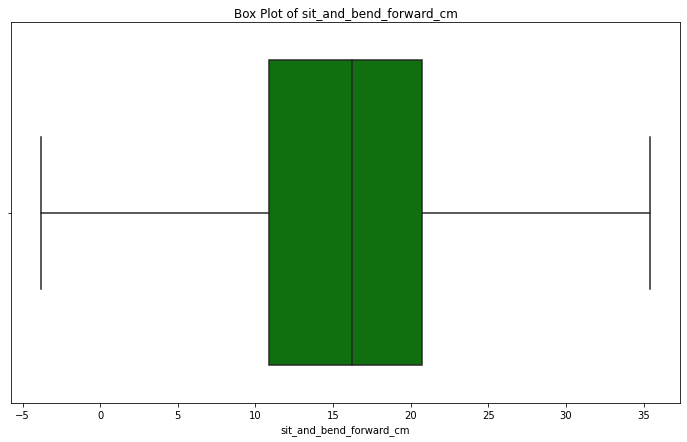 Box Plot of sit_and_bend_forward_cm
−5 0 5 10 15 20 25 30 35
sit_and_bend_forward_cm